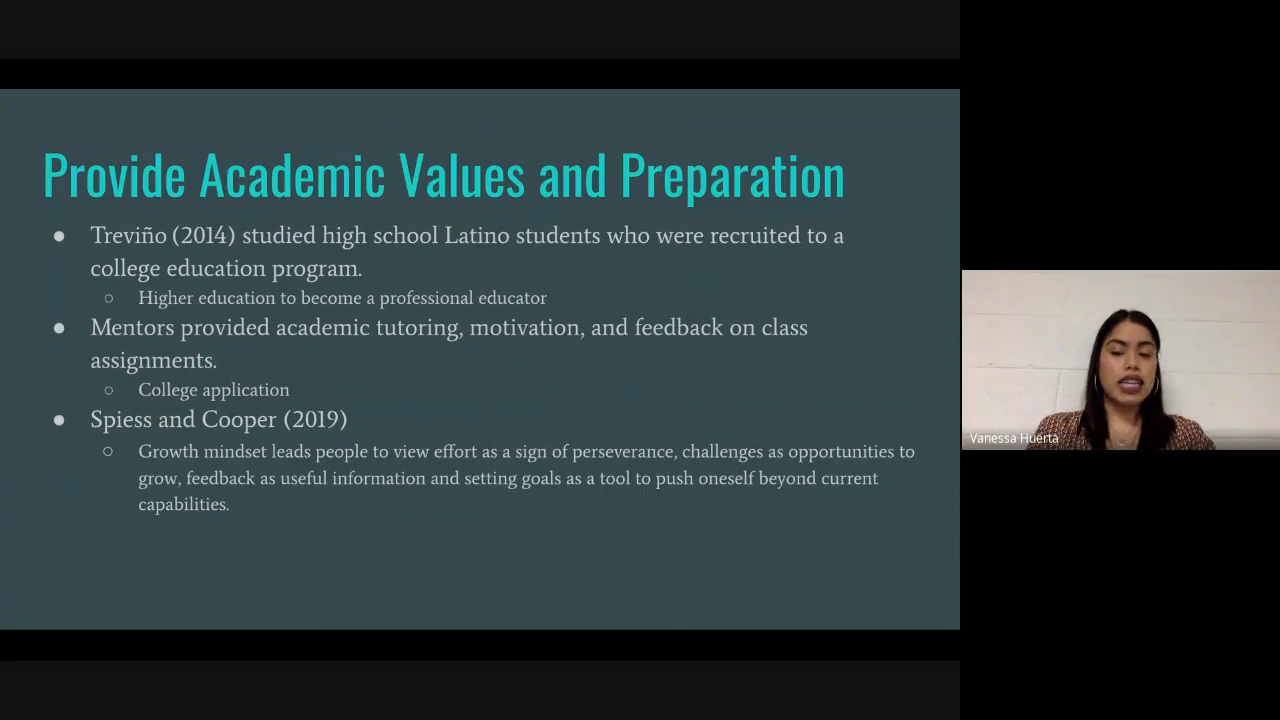 Provide Academic Values and Preparation
● Treviño (2014) studied high school Latino students who were recruited to a
college education program.
○ Higher education to become a professional educator
● Mentors provided academic tutoring, motivation, and feedback on class
assignments.
○ College application
● Spiess and Cooper (2019)
○ Growth mindset leads people to view effort as a sign of perseverance, challenges as opportunities to
grow, feedback as useful information and setting goals as a tool to push oneself beyond current
capabilities.
Vanessa Huerta